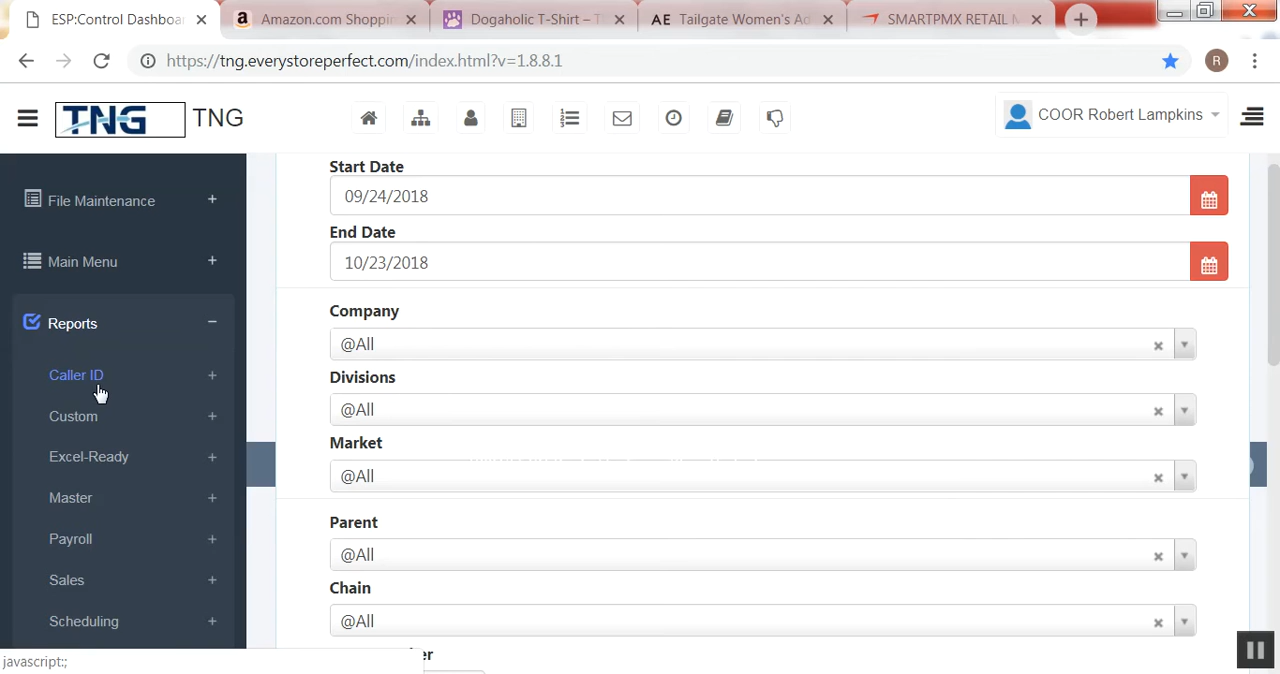 ESP:Control Dashboa
Amazon.com Shoppin
Dogaholic T-Shirt – T
AE Tailgate Women's Ad
SMARTPMX RETAIL M
https://tng.everystoreperfect.com/index.html?v=1.8.8.1
R
TNG TNG
COOR Robert Lampkins
File Maintenance +
Main Menu +
Reports −
Caller ID +
Custom +
Excel-Ready +
Master +
Payroll +
Sales +
Scheduling +
javascript:;
Start Date
09/24/2018
End Date
10/23/2018
Company
@All
Divisions
@All
Market
@All
Parent
@All
Chain
@All
er